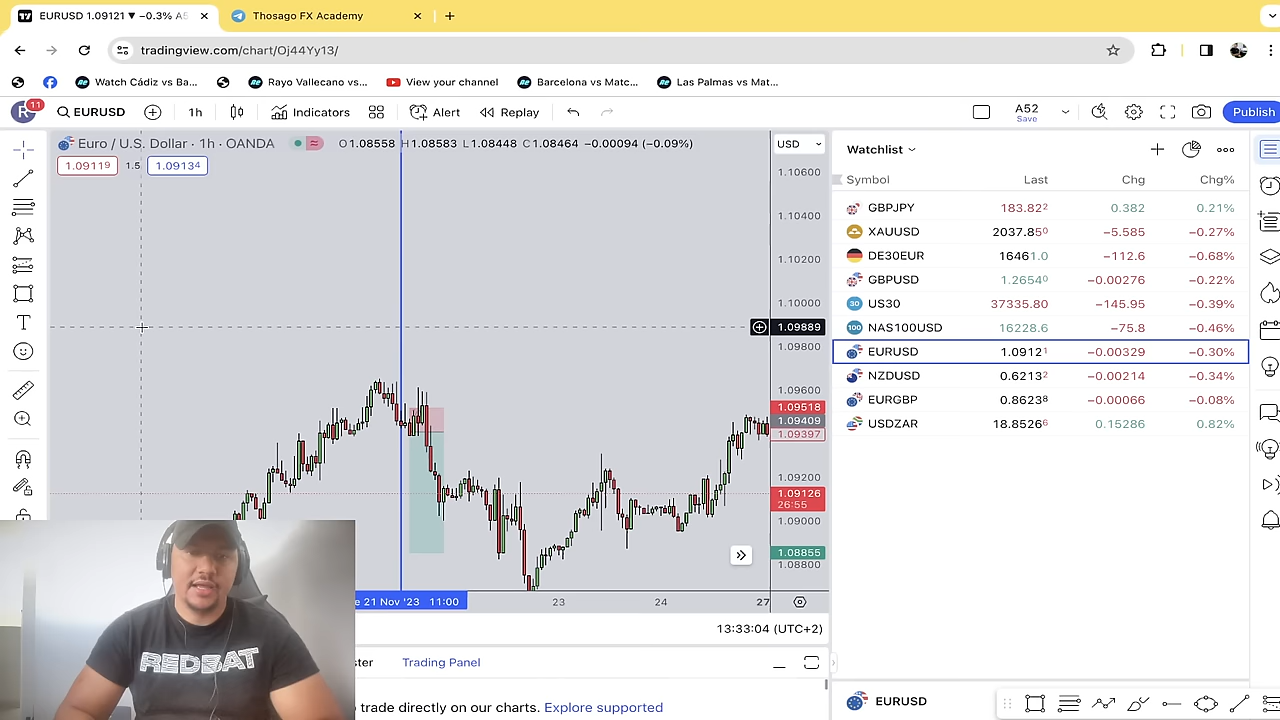 EURUSD 1.09121 ▼ −0.3% A5
Thosago FX Academy
tradingview.com/chart/Oj44Yy13/
Watch Cádiz vs Ba...
Rayo Vallecano vs...
View your channel
Barcelona vs Matc...
Las Palmas vs Mat...
R
11
EURUSD
1h
Indicators
Alert
Replay
A52
Save
Publish
Euro / U.S. Dollar · 1h · OANDA
O1.08558 H1.08583 L1.08448 C1.08464 −0.00094 (−0.09%)
USD
1.09119
1.5
1.09134
1.10600
1.10400
1.10200
1.10000
1.09889
1.09800
1.09600
1.09518
1.09409
1.09397
1.09200
1.09126
26:55
1.09000
1.08855
1.08800
e 21 Nov '23 11:00
23
24
27
13:33:04 (UTC+2)
Watchlist
Symbol Last Chg Chg%
GBPJPY 183.822 0.382 0.21%
XAUUSD 2037.850 −5.585 −0.27%
DE30EUR 16461.0 −112.6 −0.68%
GBPUSD 1.26540 −0.00276 −0.22%
30 US30 37335.80 −145.95 −0.39%
100 NAS100USD 16228.6 −75.8 −0.46%
EURUSD 1.09121 −0.00329 −0.30%
NZDUSD 0.62132 −0.00214 −0.34%
EURGBP 0.86238 −0.00066 −0.08%
USDZAR 18.85266 0.15286 0.82%
ster
Trading Panel
trade directly on our charts. Explore supported
EURUSD
REDBAT